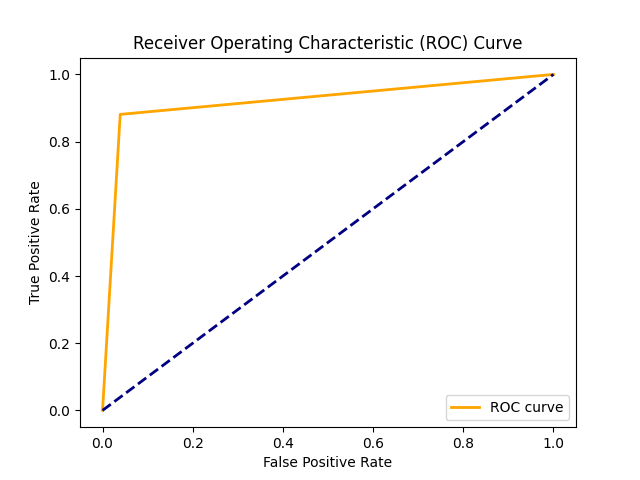 Receiver Operating Characteristic (ROC) Curve
1.0
0.8
0.6
0.4
0.2
0.0
True Positive Rate
ROC curve
0.0 0.2 0.4 0.6 0.8 1.0
False Positive Rate